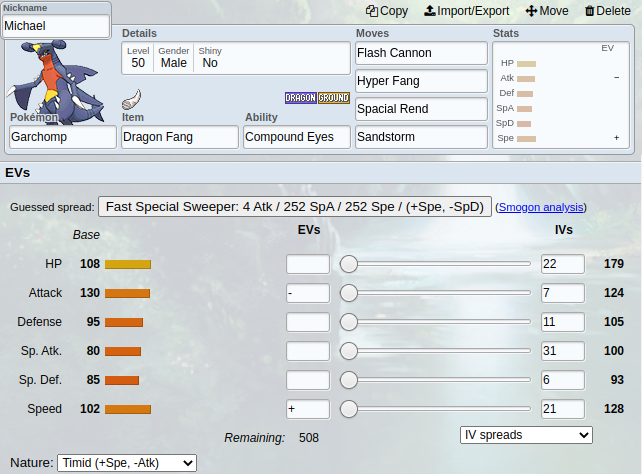 Nickname
Michael
Copy Import/Export Move Delete
Details
Level Gender Shiny
50 Male No
DRAGON GROUND
Pokémon
Garchomp
Item
Dragon Fang
Ability
Compound Eyes
Moves
Flash Cannon
Hyper Fang
Spacial Rend
Sandstorm
Stats
EV
HP
Atk −
Def
SpA
SpD
Spe +
EVs
Guessed spread: Fast Special Sweeper: 4 Atk / 252 SpA / 252 Spe / (+Spe, -SpD) (Smogon analysis)
Base EVs IVs
HP 108 22 179
Attack 130 - 7 124
Defense 95 11 105
Sp. Atk. 80 31 100
Sp. Def. 85 6 93
Speed 102 + 21 128
Remaining: 508 IV spreads
Nature: Timid (+Spe, -Atk)